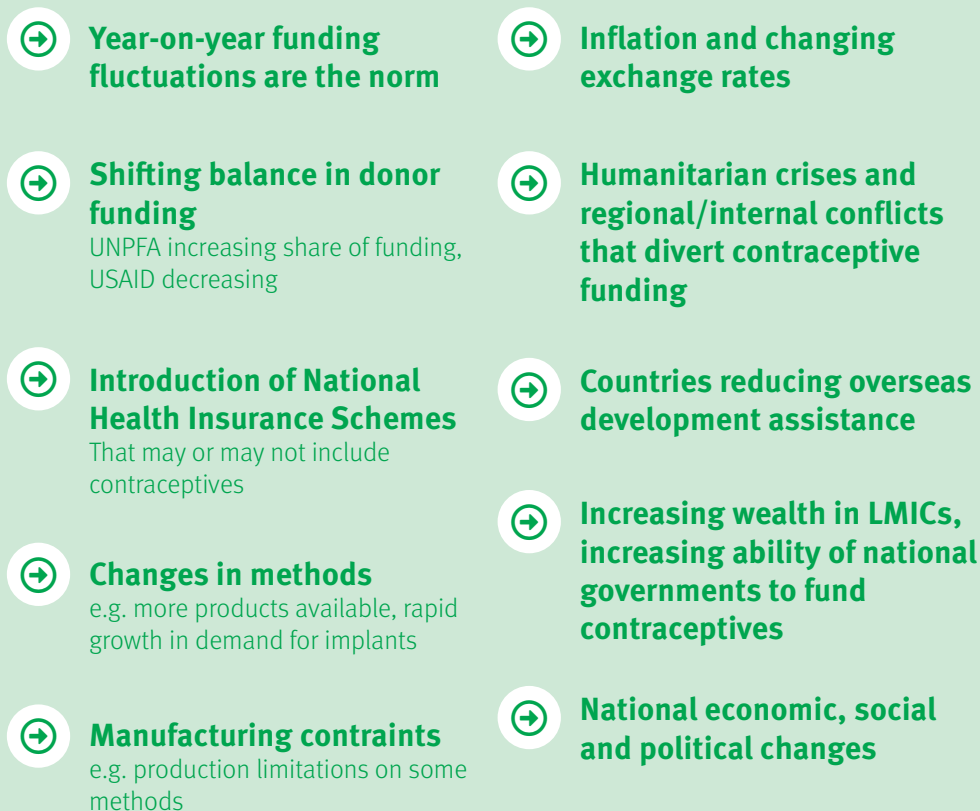 Year-on-year funding
fluctuations are the norm
Shifting balance in donor
funding
UNPFA increasing share of funding,
USAID decreasing
Introduction of National
Health Insurance Schemes
That may or may not include
contraceptives
Changes in methods
e.g. more products available, rapid
growth in demand for implants
Manufacturing contraints
e.g. production limitations on some
methods
Inflation and changing
exchange rates
Humanitarian crises and
regional/internal conflicts
that divert contraceptive
funding
Countries reducing overseas
development assistance
Increasing wealth in LMICs,
increasing ability of national
governments to fund
contraceptives
National economic, social
and political changes